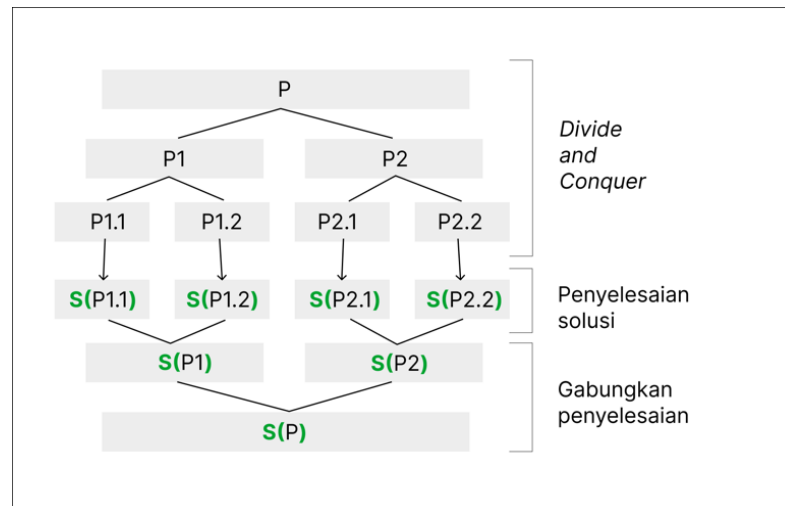 P
P1 P2
P1.1 P1.2 P2.1 P2.2
S(P1.1) S(P1.2) S(P2.1) S(P2.2)
S(P1) S(P2)
S(P)
Divide
and
Conquer
Penyelesaian
solusi
Gabungkan
penyelesaian